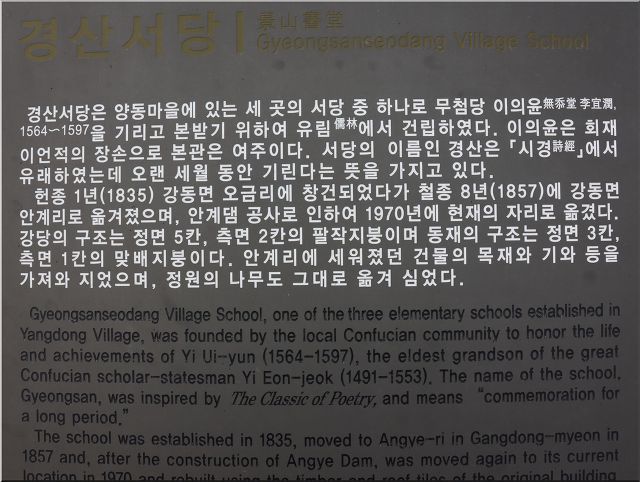 경산서당 景山書堂
Gyeongsanseodang Village School
경산서당은 양동마을에 있는 세 곳의 서당 중 하나로 무첨당 이의윤無忝堂 李宜潤,
1564~1597을 기리고 본받기 위하여 유림儒林에서 건립하였다. 이의윤은 회재
이언적의 장손으로 본관은 여주이다. 서당의 이름인 경산은 『시경詩經』에서
유래하였는데 오랜 세월 동안 기린다는 뜻을 가지고 있다.
헌종 1년(1835) 강동면 오금리에 창건되었다가 철종 8년(1857)에 강동면
안계리로 옮겨졌으며, 안계댐 공사로 인하여 1970년에 현재의 자리로 옮겼다.
강당의 구조는 정면 5칸, 측면 2칸의 팔작지붕이며 동재의 구조는 정면 3칸,
측면 1칸의 맞배지붕이다. 안계리에 세워졌던 건물의 목재와 기와 등을
가져와 지었으며, 정원의 나무도 그대로 옮겨 심었다.
Gyeongsanseodang Village School, one of the three elementary schools established in
Yangdong Village, was founded by the local Confucian community to honor the life
and achievements of Yi Ui-yun (1564-1597), the eldest grandson of the great
Confucian scholar-statesman Yi Eon-jeok (1491-1553). The name of the school,
Gyeongsan, was inspired by The Classic of Poetry, and means "commemoration for
a long period."
The school was established in 1835, moved to Angye-ri in Gangdong-myeon in
1857 and, after the construction of Angye Dam, was moved again to its current
location in 1970 and rebuilt using the timber and roof tiles of the original building.